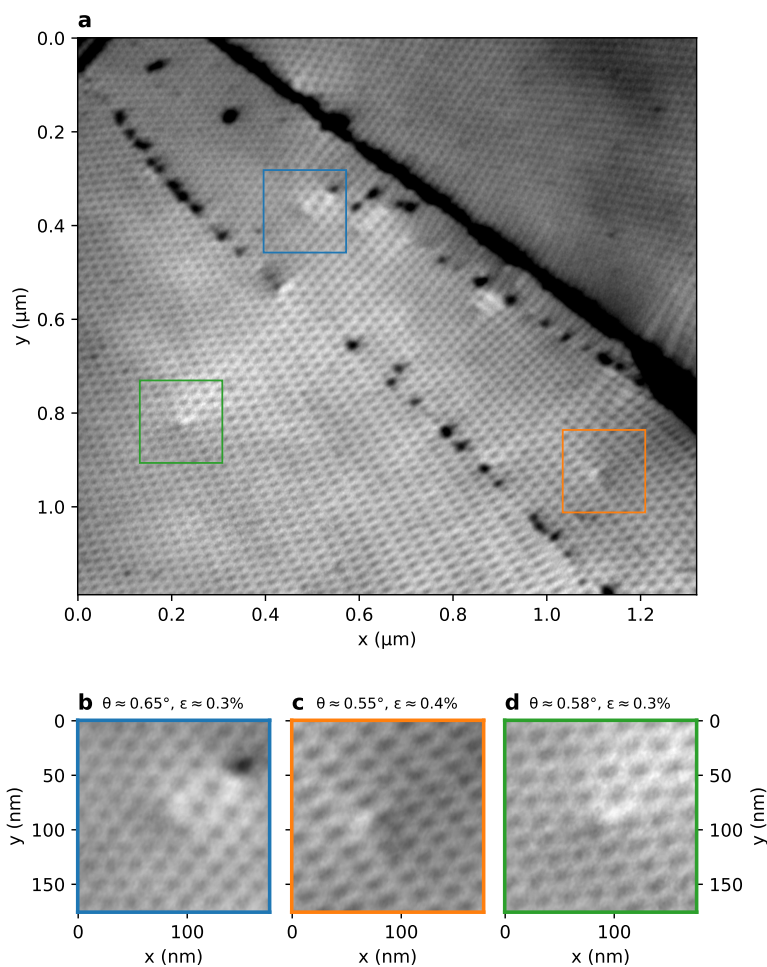 a
0.0
0.2
0.4
0.6
0.8
1.0
y (μm)
0.0 0.2 0.4 0.6 0.8 1.0 1.2
x (μm)
b θ ≈ 0.65°, ε ≈ 0.3%
c θ ≈ 0.55°, ε ≈ 0.4%
d θ ≈ 0.58°, ε ≈ 0.3%
0 0
50 50
100 100
150 150
y (nm) y (nm)
0 100 0 100 0 100
x (nm) x (nm) x (nm)